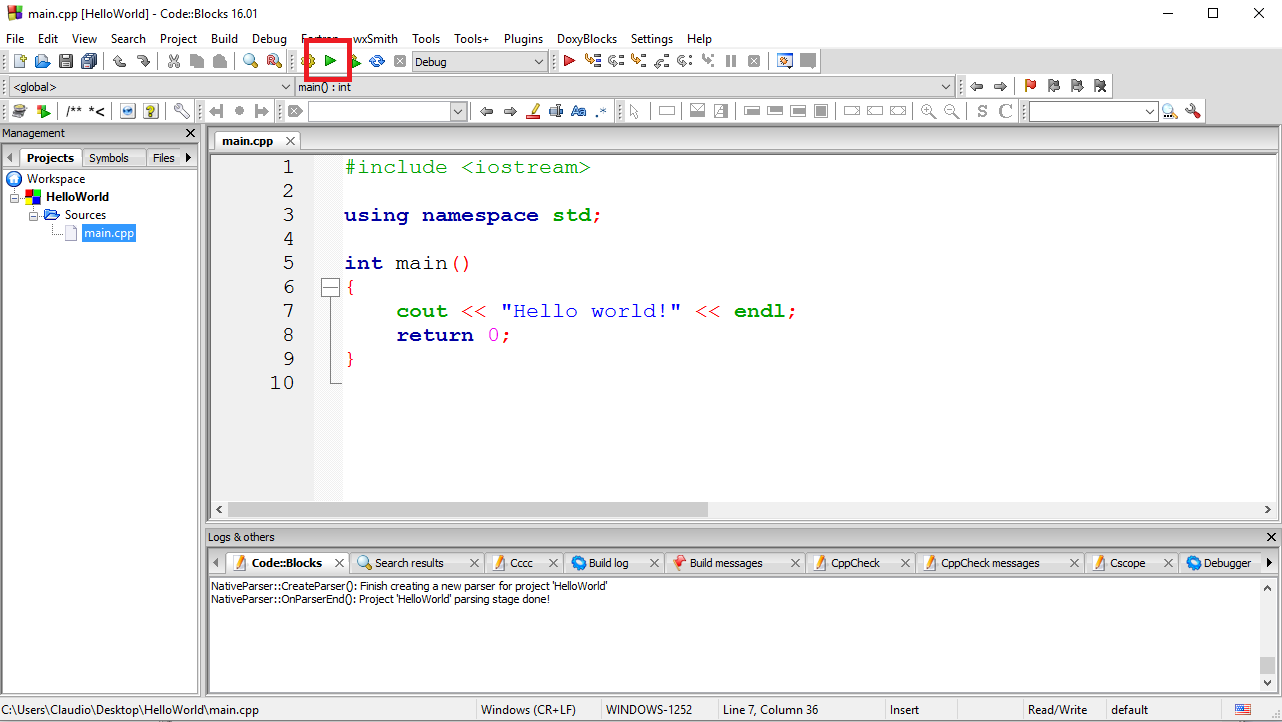 main.cpp [HelloWorld] - Code::Blocks 16.01
File Edit View Search Project Build Debug Fortran wxSmith Tools Tools+ Plugins DoxyBlocks Settings Help
Debug
<global> main() : int
/** *< Aa .* S C
Management
Projects Symbols Files
Workspace
HelloWorld
Sources
main.cpp
main.cpp
1 #include <iostream>
2
3 using namespace std;
4
5 int main()
6 {
7 cout << "Hello world!" << endl;
8 return 0;
9 }
10
Logs & others
Code::Blocks Search results Cccc Build log Build messages CppCheck CppCheck messages Cscope Debugger
NativeParser::CreateParser(): Finish creating a new parser for project 'HelloWorld'
NativeParser::OnParserEnd(): Project 'HelloWorld' parsing stage done!
C:\Users\Claudio\Desktop\HelloWorld\main.cpp Windows (CR+LF) WINDOWS-1252 Line 7, Column 36 Insert Read/Write default